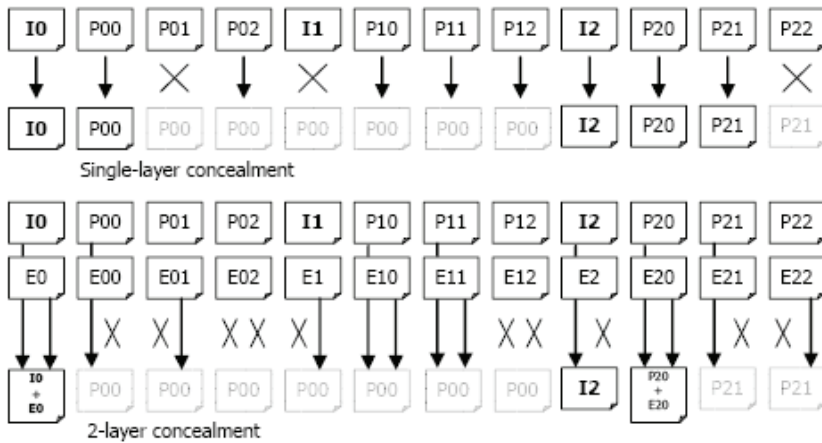 I0 P00 P01 P02 I1 P10 P11 P12 I2 P20 P21 P22
I0 P00 P00 P00 P00 P00 P00 P00 I2 P20 P21 P21
Single-layer concealment
I0 P00 P01 P02 I1 P10 P11 P12 I2 P20 P21 P22
E0 E00 E01 E02 E1 E10 E11 E12 E2 E20 E21 E22
I0 + E0 P00 P00 P00 P00 P00 P00 P00 I2 P20 + E20 P21 P21
2-layer concealment